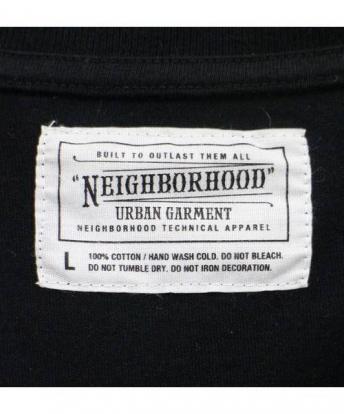 BUILT TO OUTLAST THEM ALL
"NEIGHBORHOOD"
URBAN GARMENT
NEIGHBORHOOD TECHNICAL APPAREL
L 100% COTTON / HAND WASH COLD. DO NOT BLEACH.
DO NOT TUMBLE DRY. DO NOT IRON DECORATION.